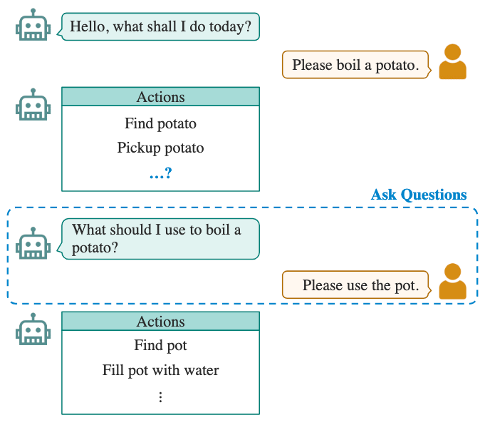 Hello, what shall I do today?
Please boil a potato.
Actions
Find potato
Pickup potato
...?
Ask Questions
What should I use to boil a
potato?
Please use the pot.
Actions
Find pot
Fill pot with water
⋮